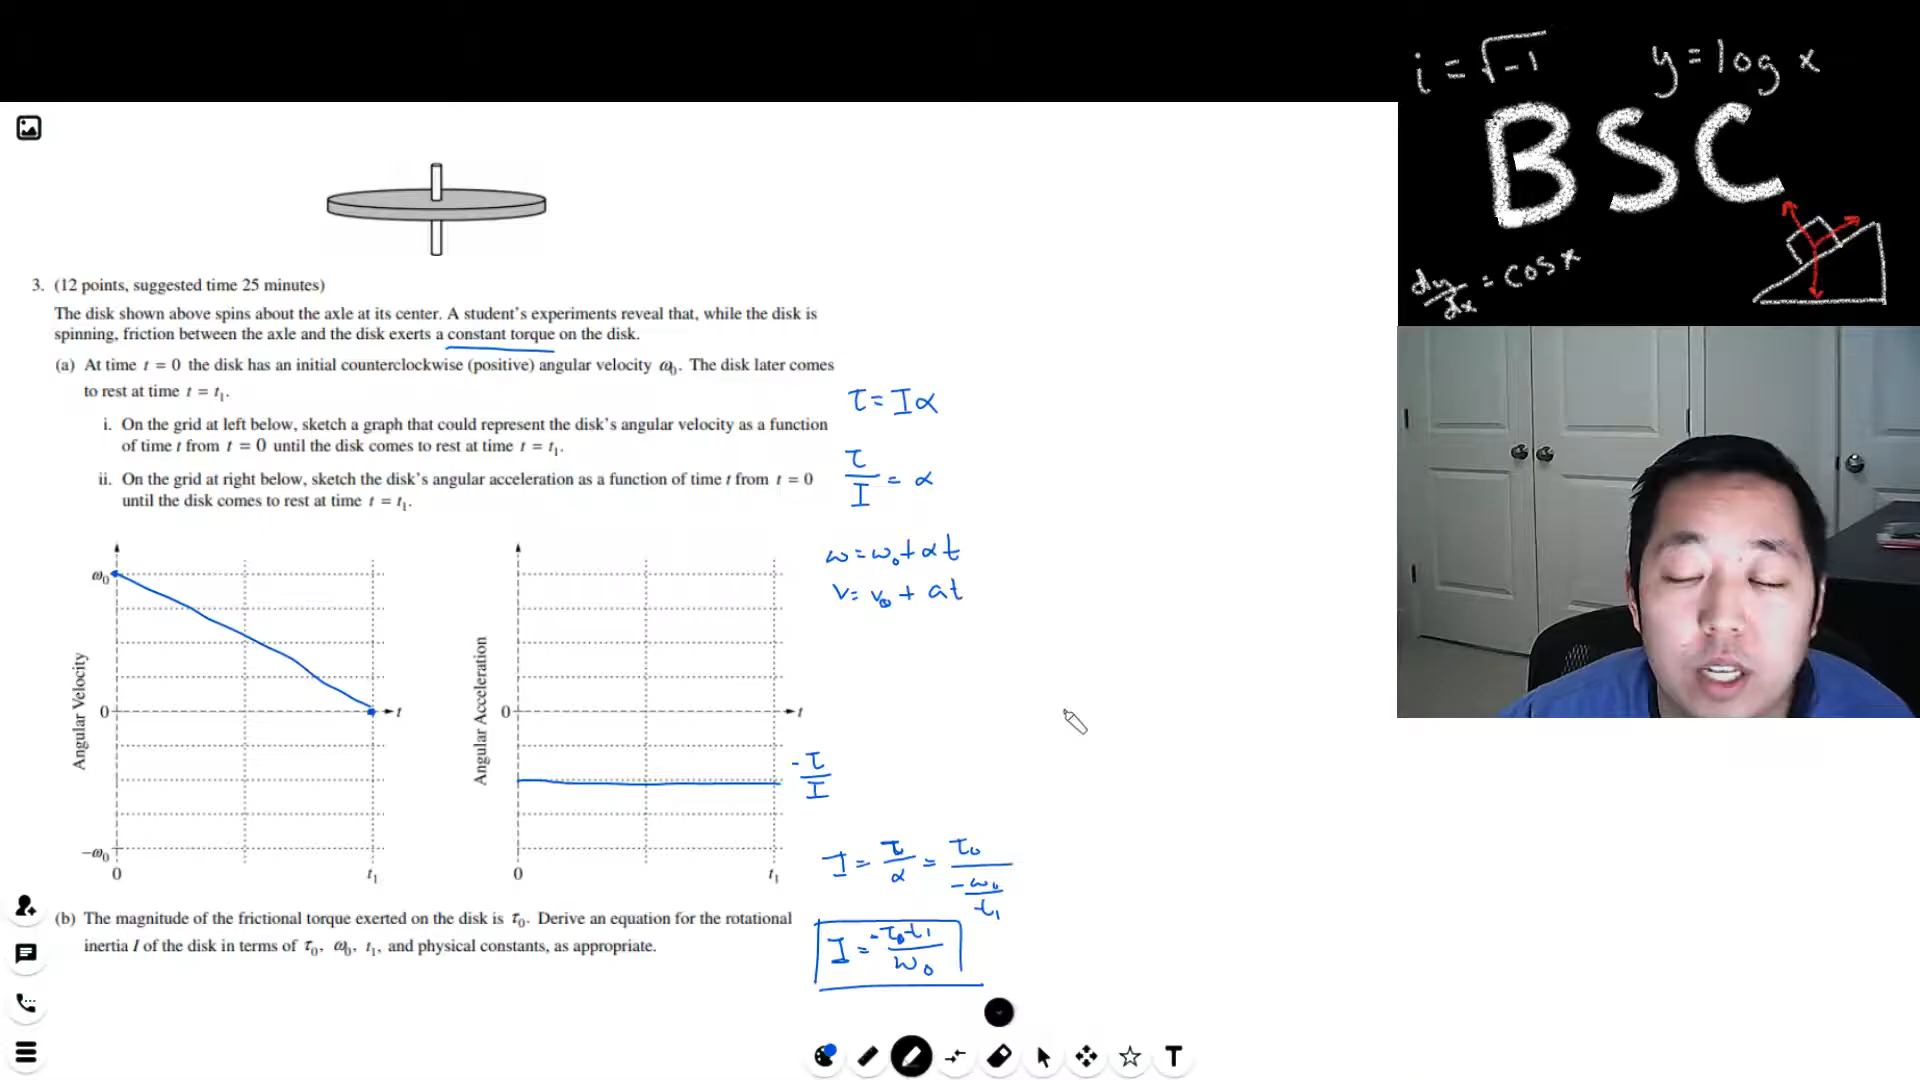 i = √-1
y = log x
BSC
dy/dx = cos x
3. (12 points, suggested time 25 minutes)
The disk shown above spins about the axle at its center. A student's experiments reveal that, while the disk is
spinning, friction between the axle and the disk exerts a constant torque on the disk.
(a) At time t = 0 the disk has an initial counterclockwise (positive) angular velocity ω₀. The disk later comes
to rest at time t = t₁.
i. On the grid at left below, sketch a graph that could represent the disk's angular velocity as a function
of time t from t = 0 until the disk comes to rest at time t = t₁.
ii. On the grid at right below, sketch the disk's angular acceleration as a function of time t from t = 0
until the disk comes to rest at time t = t₁.
τ = Iα
τ/I = α
ω = ω₀ + αt
v = v₀ + at
ω₀
Angular Velocity
0
t
−ω₀
0
t₁
Angular Acceleration
0
t
0
t₁
-τ/I
I = τ/α = τ₀/(-ω₀/t₁)
I = -τ₀t₁/ω₀
(b) The magnitude of the frictional torque exerted on the disk is τ₀. Derive an equation for the rotational
inertia I of the disk in terms of τ₀, ω₀, t₁, and physical constants, as appropriate.
T